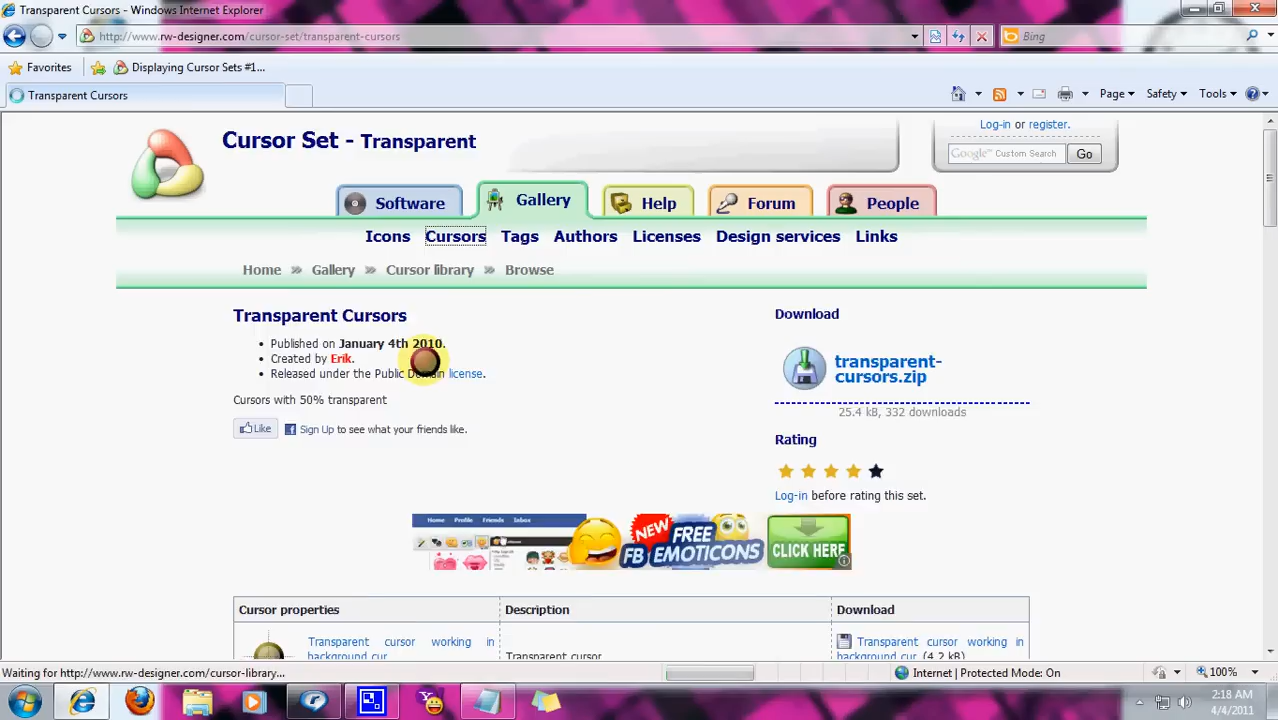 Transparent Cursors - Windows Internet Explorer
http://www.rw-designer.com/cursor-set/transparent-cursors
Bing
Favorites
Displaying Cursor Sets #1...
Transparent Cursors
Page
Safety
Tools
Cursor Set - Transparent
Log-in or register.
Google™ Custom Search
Go
Software
Gallery
Help
Forum
People
Icons
Cursors
Tags
Authors
Licenses
Design services
Links
Home » Gallery » Cursor library » Browse
Transparent Cursors
• Published on January 4th 2010.
• Created by Erik.
• Released under the Public Domain license.
Cursors with 50% transparent
Like
Sign Up to see what your friends like.
Download
transparent-
cursors.zip
25.4 kB, 332 downloads
Rating
Log-in before rating this set.
Home Profile Friends Inbox
NEW
FREE
FB EMOTICONS
CLICK HERE
Cursor properties
Description
Download
Transparent cursor working in
background.cur
Transparent cursor
Transparent cursor working in
background.cur (4.2 kB)
Waiting for http://www.rw-designer.com/cursor-library...
Internet | Protected Mode: On
100%
2:18 AM
4/4/2011